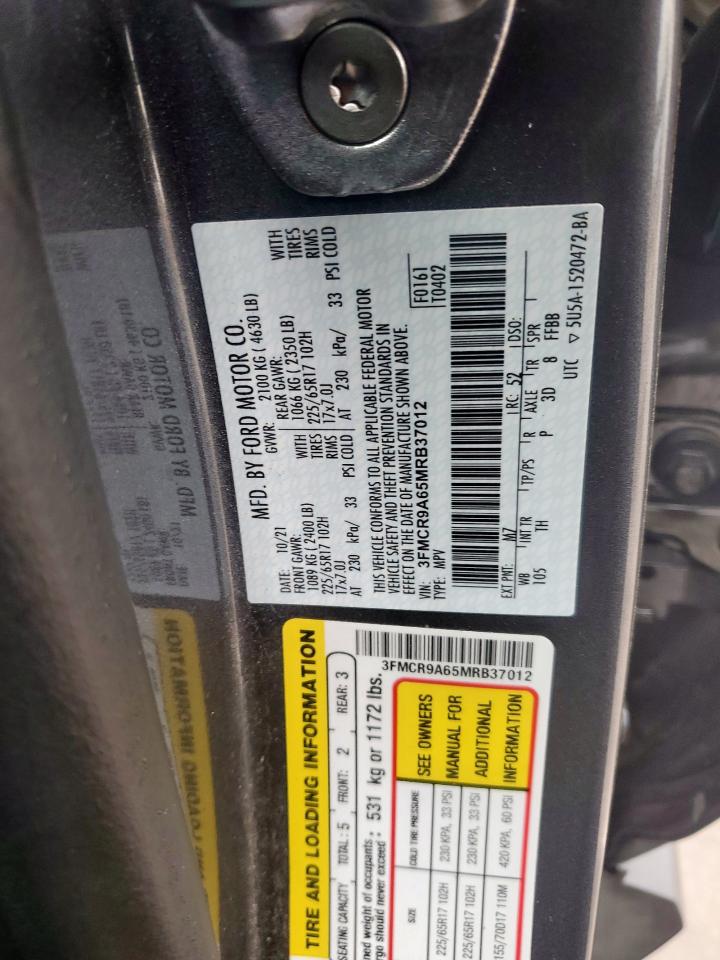 MFD. BY FORD MOTOR CO.
DATE: 10/21
GVWR: 2100 KG ( 4630 LB)
FRONT GAWR:
1089 KG ( 2400 LB)
WITH
225/65R17 102H
TIRES
17x7.0J
RIMS
AT 230 kPa/ 33 PSI COLD
REAR GAWR:
1066 KG ( 2350 LB)
WITH
225/65R17 102H
TIRES
17x7.0J
RIMS
AT 230 kPa/ 33 PSI COLD
THIS VEHICLE CONFORMS TO ALL APPLICABLE FEDERAL MOTOR
VEHICLE SAFETY AND THEFT PREVENTION STANDARDS IN
EFFECT ON THE DATE OF MANUFACTURE SHOWN ABOVE.
VIN: 3FMCR9A65MRB37012
TYPE: MPV
F0161
T0402
EXT PNT: M7 RC: 52 DSO:
WB INT TR TP/PS R AXLE TR SPR
105 TH P 3D 8 FFBB
UTC ▽ 5U5A-1520472-BA
TIRE AND LOADING INFORMATION
SEATING CAPACITY TOTAL: 5 FRONT: 2 REAR: 3
weight of occupants
should never exceed: 531 kg or 1172 lbs.
3FMCR9A65MRB37012
SIZE COLD TIRE PRESSURE
225/65R17 102H 230 KPA, 33 PSI
225/65R17 102H 230 KPA, 33 PSI
155/70D17 110M 420 KPA, 60 PSI
SEE OWNERS
MANUAL FOR
ADDITIONAL
INFORMATION